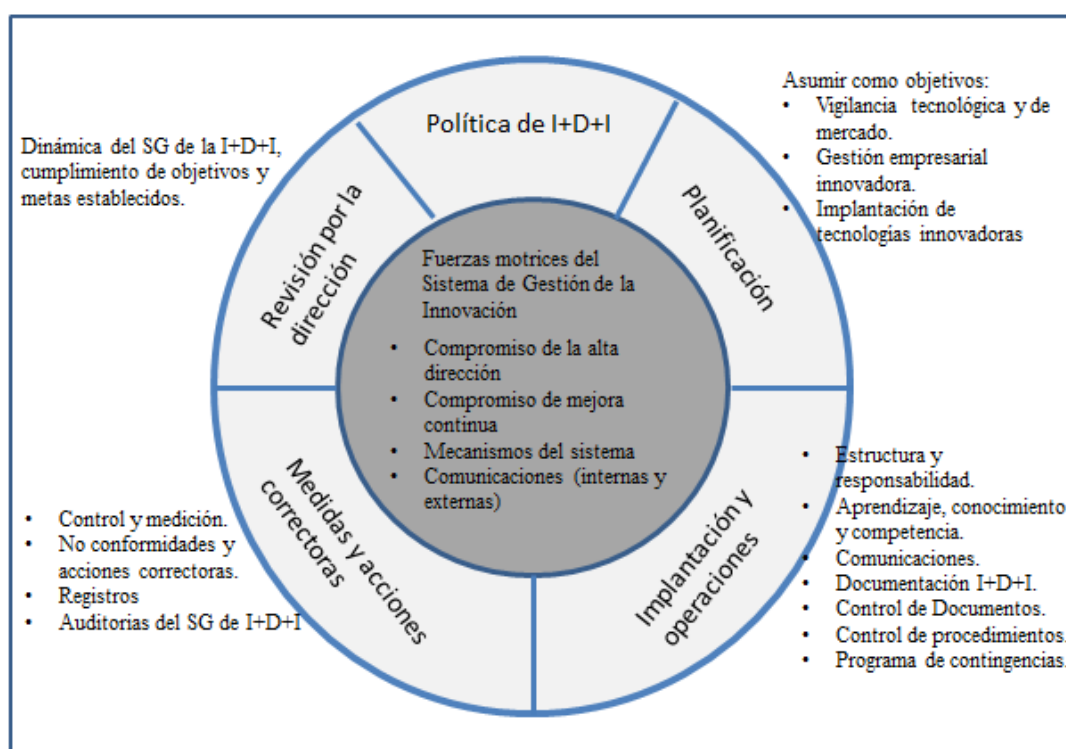 Política de I+D+I
Asumir como objetivos:
• Vigilancia tecnológica y de
mercado.
• Gestión empresarial
innovadora.
• Implantación de
tecnologías innovadoras
Planificación
• Estructura y
responsabilidad.
• Aprendizaje, conocimiento
y competencia.
• Comunicaciones.
• Documentación I+D+I.
• Control de Documentos.
• Control de procedimientos.
• Programa de contingencias.
Implantación y
operaciones
Medidas y acciones
correctoras
• Control y medición.
• No conformidades y
acciones correctoras.
• Registros
• Auditorias del SG de I+D+I
Revisión por la
dirección
Dinámica del SG de la I+D+I,
cumplimiento de objetivos y
metas establecidos.
Fuerzas motrices del
Sistema de Gestión de la
Innovación
• Compromiso de la alta
dirección
• Compromiso de mejora
continua
• Mecanismos del sistema
• Comunicaciones (internas y
externas)